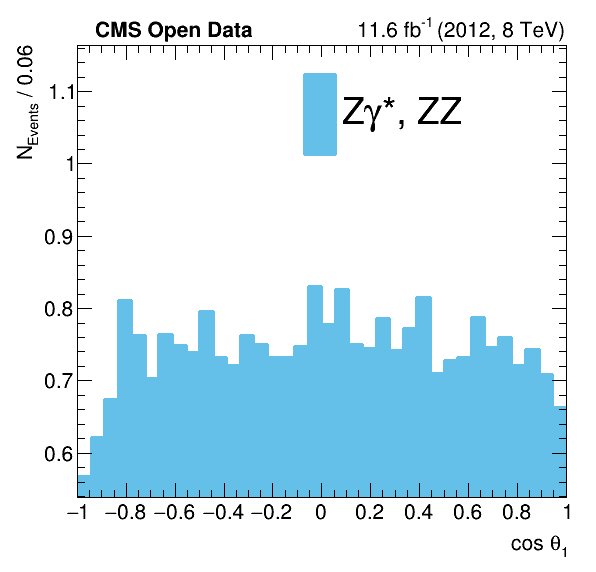 CMS Open Data 11.6 fb⁻¹ (2012, 8 TeV)
N_Events / 0.06
1.1
1
0.9
0.8
0.7
0.6
Zγ*, ZZ
−1 −0.8 −0.6 −0.4 −0.2 0 0.2 0.4 0.6 0.8 1
cos θ₁